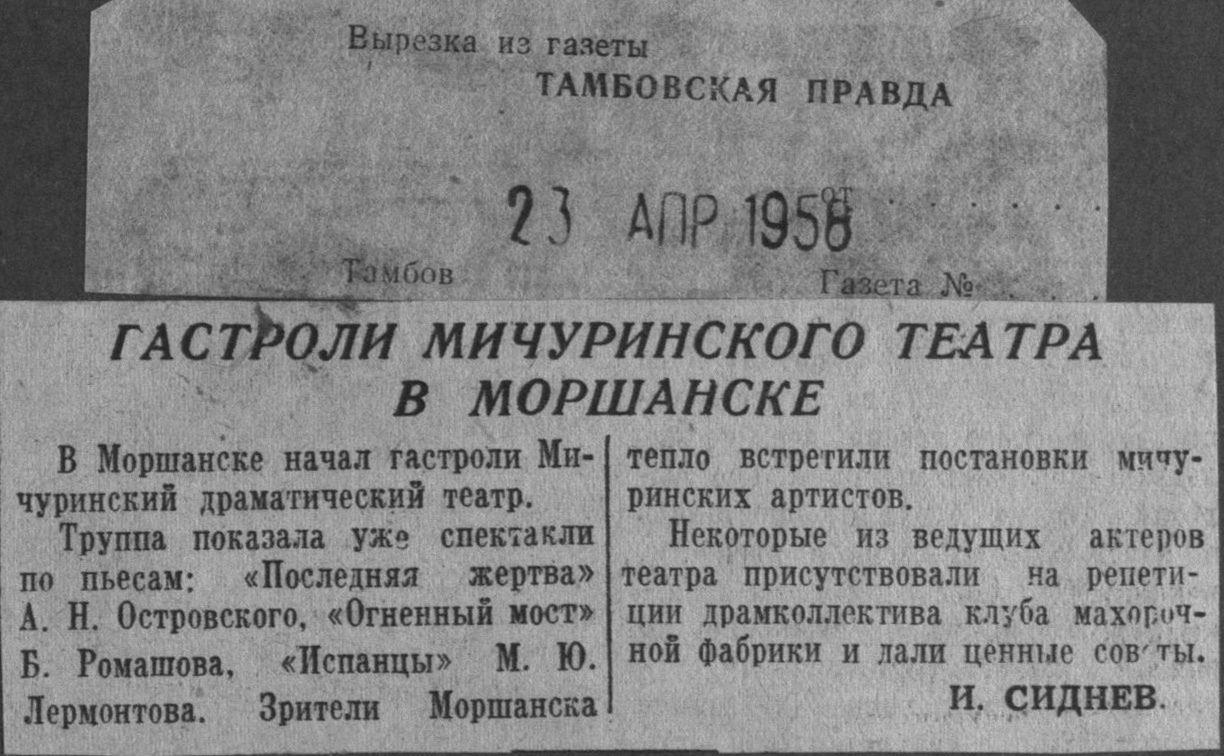 Вырезка из газеты
ТАМБОВСКАЯ ПРАВДА
от . . . . . .
23 АПР 1958
Тамбов Газета № . . .
ГАСТРОЛИ МИЧУРИНСКОГО ТЕАТРА
В МОРШАНСКЕ
В Моршанске начал гастроли Ми-
чуринский драматический театр.
Труппа показала уже спектакли
по пьесам: «Последняя жертва»
А. Н. Островского, «Огненный мост»
Б. Ромашова, «Испанцы» М. Ю.
Лермонтова. Зрители Моршанска
тепло встретили постановки мичу-
ринских артистов.
Некоторые из ведущих актеров
театра присутствовали на репети-
ции драмколлектива клуба махороч-
ной фабрики и дали ценные советы.
И. СИДНЕВ.